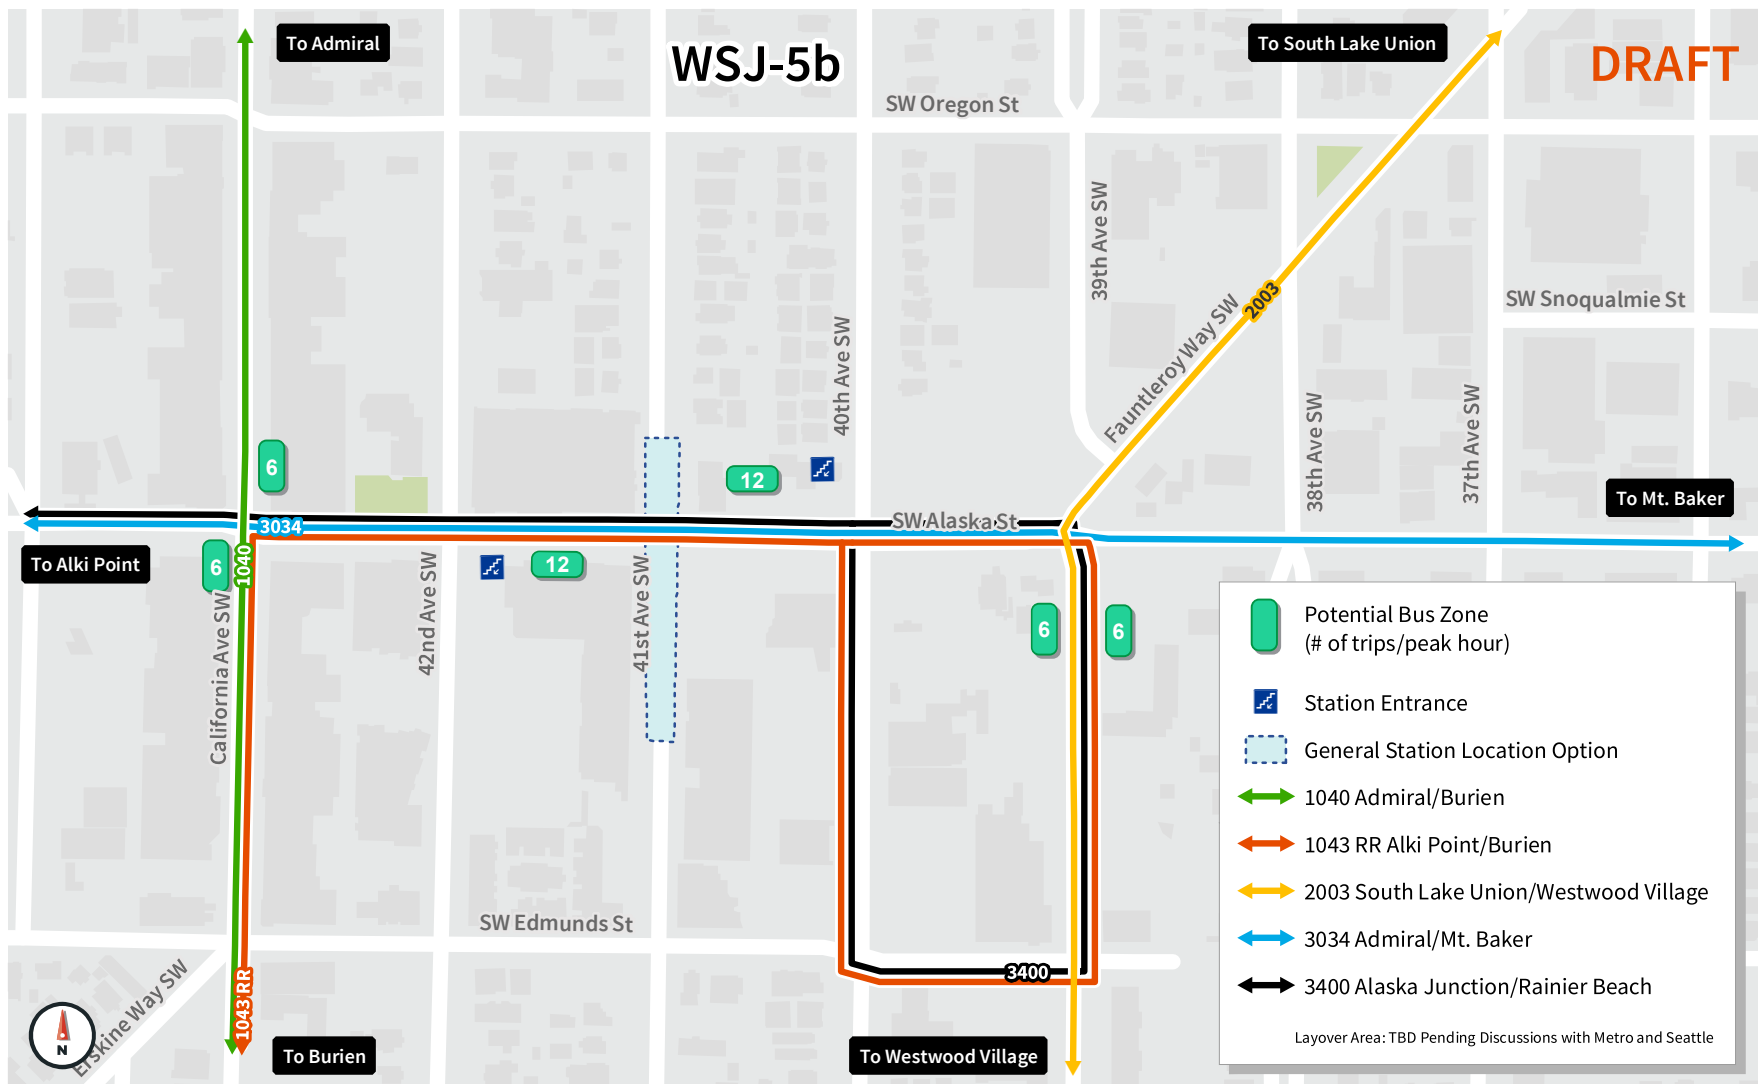 To Admiral
WSJ-5b
To South Lake Union
DRAFT
SW Oregon St
39th Ave SW
SW Snoqualmie St
2003
Fauntleroy Way SW
40th Ave SW
38th Ave SW
37th Ave SW
6
12
To Mt. Baker
3034
SW Alaska St
To Alki Point
6
1040
12
California Ave SW
42nd Ave SW
41st Ave SW
6
6
Potential Bus Zone
(# of trips/peak hour)
Station Entrance
General Station Location Option
1040 Admiral/Burien
1043 RR Alki Point/Burien
2003 South Lake Union/Westwood Village
3034 Admiral/Mt. Baker
3400 Alaska Junction/Rainier Beach
Layover Area: TBD Pending Discussions with Metro and Seattle
SW Edmunds St
3400
1043 RR
Erskine Way SW
N
To Burien
To Westwood Village